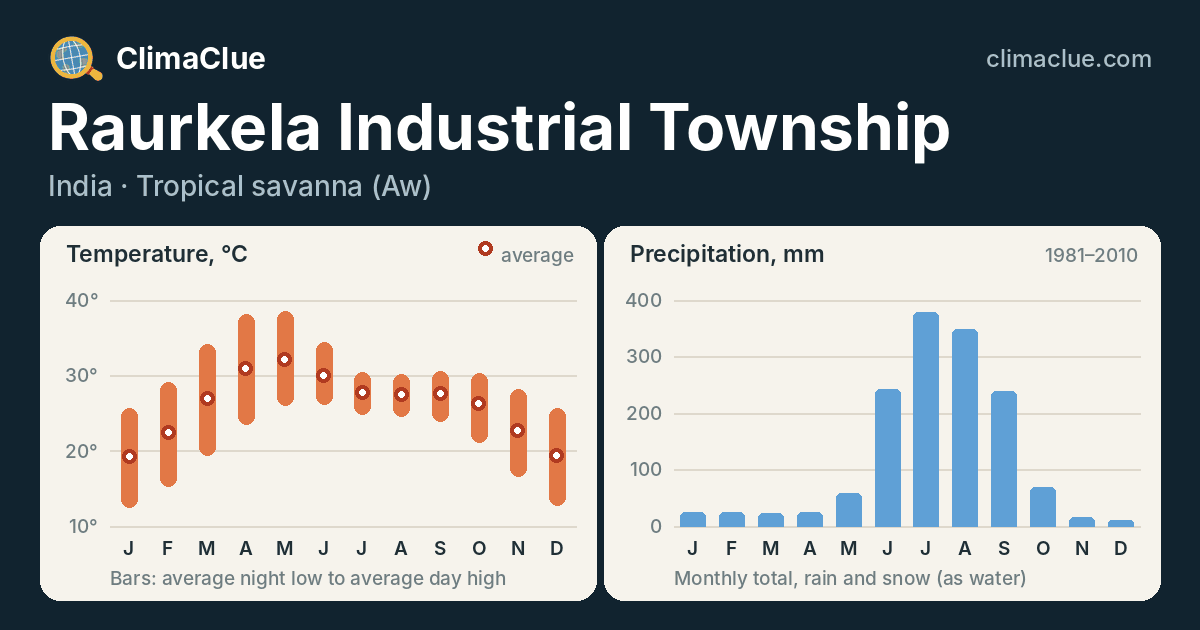 ClimaClue
climaclue.com
Raurkela Industrial Township
India · Tropical savanna (Aw)
Temperature, °C
average
40°
30°
20°
10°
J F M A M J J A S O N D
Bars: average night low to average day high
Precipitation, mm
1981–2010
400
300
200
100
0
J F M A M J J A S O N D
Monthly total, rain and snow (as water)